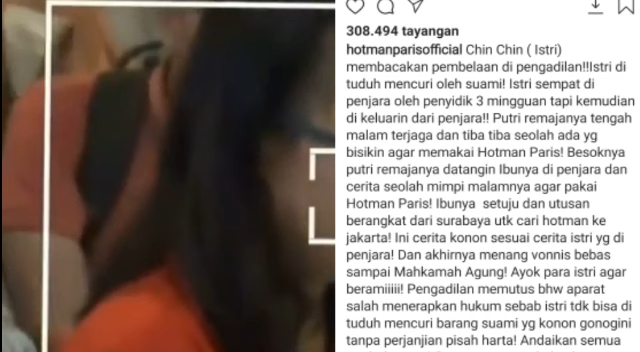 308.494 tayangan
hotmanparisofficial Chin Chin ( Istri)
membacakan pembelaan di pengadilan!!Istri di
tuduh mencuri oleh suami! Istri sempat di
penjara oleh penyidik 3 mingguan tapi kemudian
di keluarin dari penjara!! Putri remajanya tengah
malam terjaga dan tiba tiba seolah ada yg
bisikin agar memakai Hotman Paris! Besoknya
putri remajanya datangin Ibunya di penjara dan
cerita seolah mimpi malamnya agar pakai
Hotman Paris! Ibunya setuju dan utusan
berangkat dari surabaya utk cari hotman ke
jakarta! Ini cerita konon sesuai cerita istri yg di
penjara! Dan akhirnya menang vonnis bebas
sampai Mahkamah Agung! Ayok para istri agar
beramiiiiii! Pengadilan memutus bhw aparat
salah menerapkan hukum sebab istri tdk bisa di
tuduh mencuri barang suami yg konon gonogini
tanpa perjanjian pisah harta! Andaikan semua